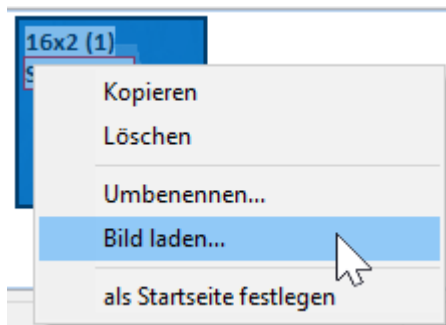 16x2 (1)
Kopieren
Löschen
Umbenennen...
Bild laden...
als Startseite festlegen